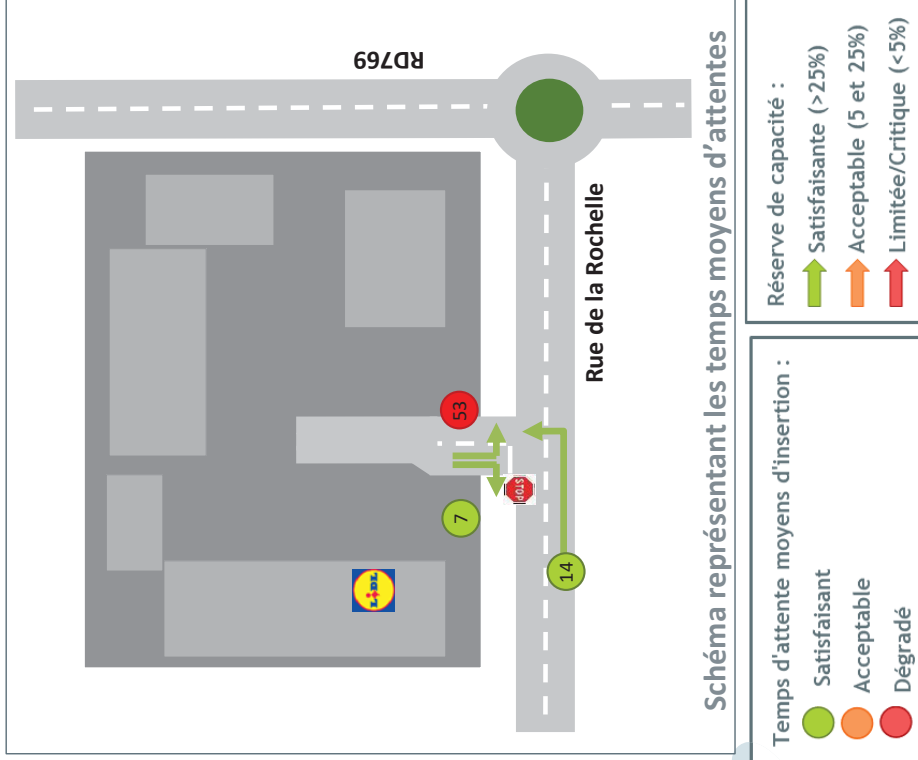 RD769
Rue de la Rochelle
53
7
14
STOP
LIDL
Schéma représentant les temps moyens d'attentes
Temps d'attente moyens d'insertion :
Satisfaisant
Acceptable
Dégradé
Réserve de capacité :
Satisfaisante (>25%)
Acceptable (5 et 25%)
Limitée/Critique (<5%)